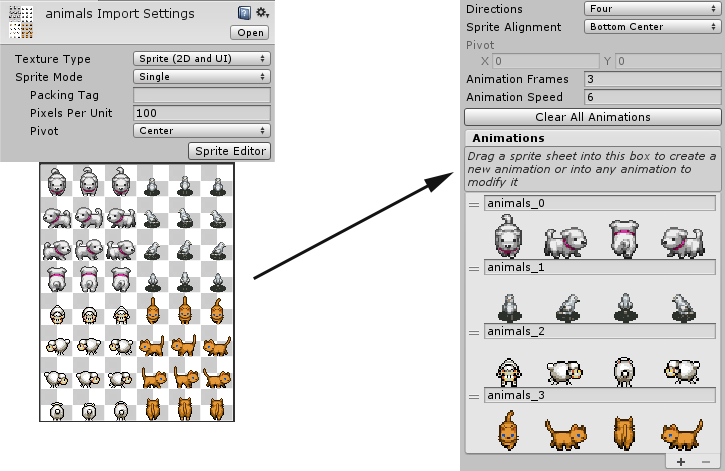 animals Import Settings
Open
Texture Type Sprite (2D and UI)
Sprite Mode Single
Packing Tag
Pixels Per Unit 100
Pivot Center
Sprite Editor
Directions Four
Sprite Alignment Bottom Center
Pivot
X 0 Y 0
Animation Frames 3
Animation Speed 6
Clear All Animations
Animations
Drag a sprite sheet into this box to create a
new animation or into any animation to
modify it
animals_0
animals_1
animals_2
animals_3